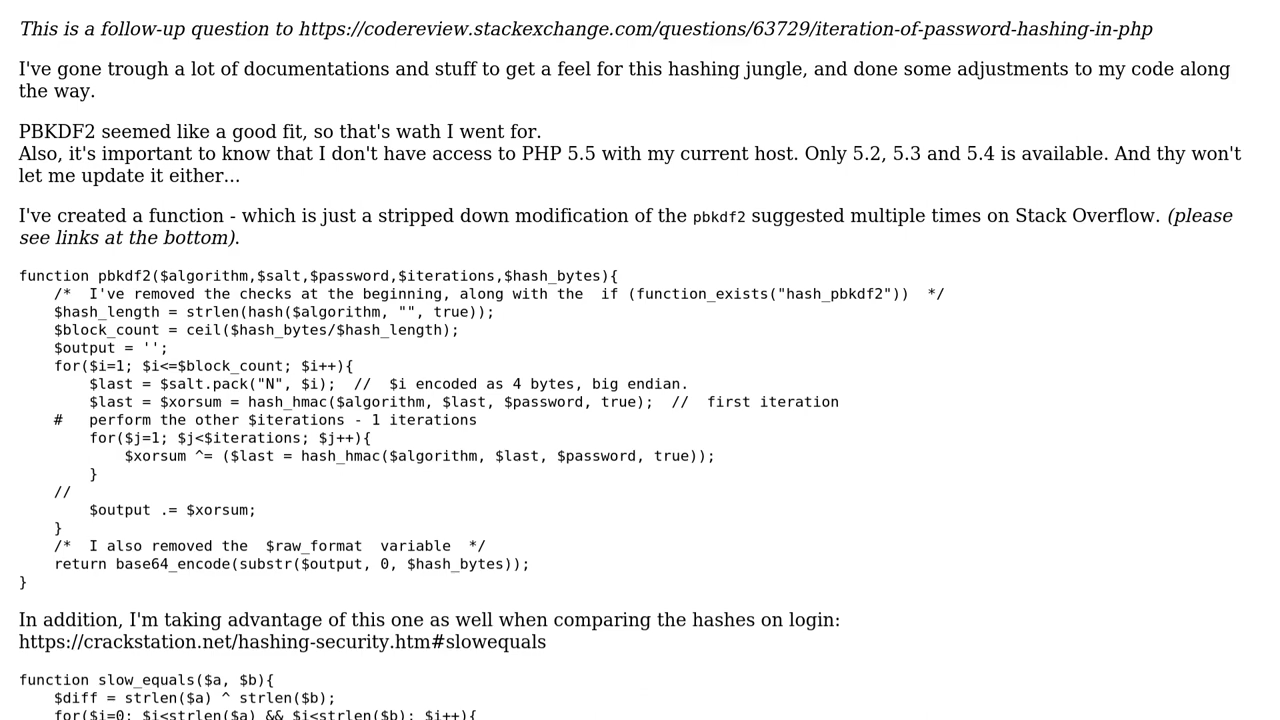 This is a follow-up question to https://codereview.stackexchange.com/questions/63729/iteration-of-password-hashing-in-php
I've gone trough a lot of documentations and stuff to get a feel for this hashing jungle, and done some adjustments to my code along
the way.
PBKDF2 seemed like a good fit, so that's wath I went for.
Also, it's important to know that I don't have access to PHP 5.5 with my current host. Only 5.2, 5.3 and 5.4 is available. And thy won't
let me update it either...
I've created a function - which is just a stripped down modification of the pbkdf2 suggested multiple times on Stack Overflow. (please
see links at the bottom).
function pbkdf2($algorithm,$salt,$password,$iterations,$hash_bytes){
    /*  I've removed the checks at the beginning, along with the  if (function_exists("hash_pbkdf2"))  */
    $hash_length = strlen(hash($algorithm, "", true));
    $block_count = ceil($hash_bytes/$hash_length);
    $output = '';
    for($i=1; $i<=$block_count; $i++){
        $last = $salt.pack("N", $i);  //  $i encoded as 4 bytes, big endian.
        $last = $xorsum = hash_hmac($algorithm, $last, $password, true);  //  first iteration
    #   perform the other $iterations - 1 iterations
        for($j=1; $j<$iterations; $j++){
            $xorsum ^= ($last = hash_hmac($algorithm, $last, $password, true));
        }
    //
        $output .= $xorsum;
    }
    /*  I also removed the  $raw_format  variable  */
    return base64_encode(substr($output, 0, $hash_bytes));
}
In addition, I'm taking advantage of this one as well when comparing the hashes on login:
https://crackstation.net/hashing-security.htm#slowequals
function slow_equals($a, $b){
    $diff = strlen($a) ^ strlen($b);
    for($i=0; $i<strlen($a) && $i<strlen($b); $i++){